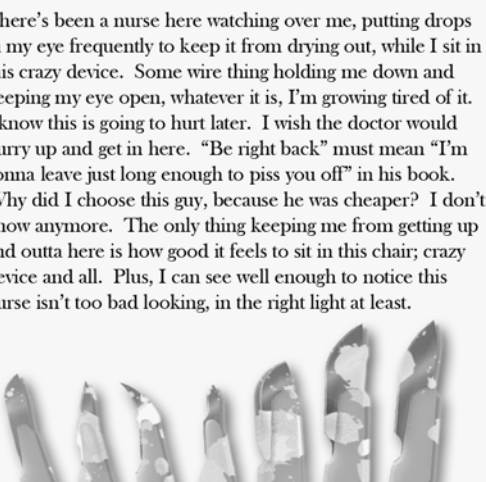 here's been a nurse here watching over me, putting drops
my eye frequently to keep it from drying out, while I sit in
is crazy device.  Some wire thing holding me down and
eeping my eye open, whatever it is, I'm growing tired of it.
know this is going to hurt later.  I wish the doctor would
urry up and get in here.  “Be right back” must mean “I'm
onna leave just long enough to piss you off” in his book.
Why did I choose this guy, because he was cheaper?  I don't
now anymore.  The only thing keeping me from getting up
nd outta here is how good it feels to sit in this chair; crazy
evice and all.  Plus, I can see well enough to notice this
urse isn't too bad looking, in the right light at least.